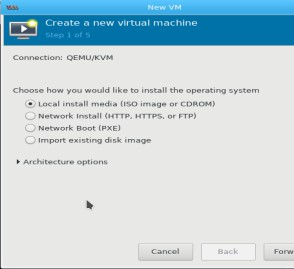 New VM
Create a new virtual machine
Step 1 of 5
Connection: QEMU/KVM
Choose how you would like to install the operating system
Local install media (ISO image or CDROM)
Network Install (HTTP, HTTPS, or FTP)
Network Boot (PXE)
Import existing disk image
Architecture options
Cancel
Back
Forw